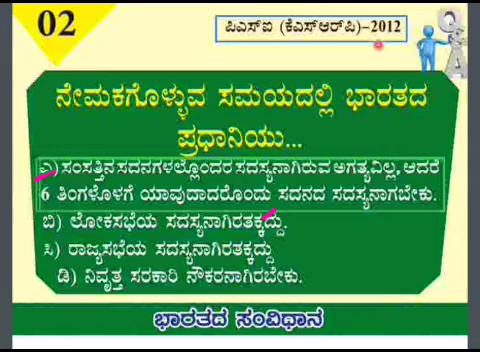 02
ಪಿಎಸ್ಐ (ಕೆಎಸ್ಆರ್‌ಪಿ)-2012
Q&A
ನೇಮಕಗೊಳ್ಳುವ ಸಮಯದಲ್ಲಿ ಭಾರತದ
ಪ್ರಧಾನಿಯು...
ಎ) ಸಂಸತ್ತಿನ ಸದನಗಳಲ್ಲೊಂದರ ಸದಸ್ಯನಾಗಿರುವ ಅಗತ್ಯವಿಲ್ಲ, ಆದರೆ
6 ತಿಂಗಳೊಳಗೆ ಯಾವುದಾದರೊಂದು ಸದನದ ಸದಸ್ಯನಾಗಬೇಕು.
ಬಿ) ಲೋಕಸಭೆಯ ಸದಸ್ಯನಾಗಿರತಕ್ಕದ್ದು.
ಸಿ) ರಾಜ್ಯಸಭೆಯ ಸದಸ್ಯನಾಗಿರತಕ್ಕದ್ದು
ಡಿ) ನಿವೃತ್ತ ಸರಕಾರಿ ನೌಕರನಾಗಿರಬೇಕು.
ಭಾರತದ ಸಂವಿಧಾನ